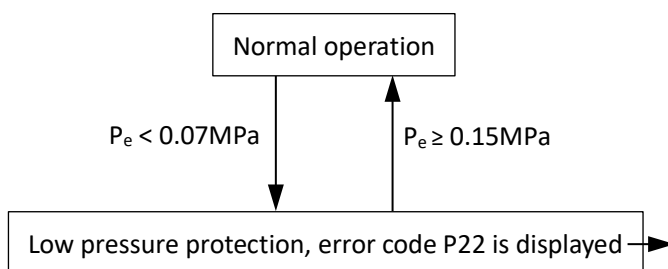 Normal operation
Pₑ < 0.07MPa
Pₑ ≥ 0.15MPa
Low pressure protection, error code P22 is displayed